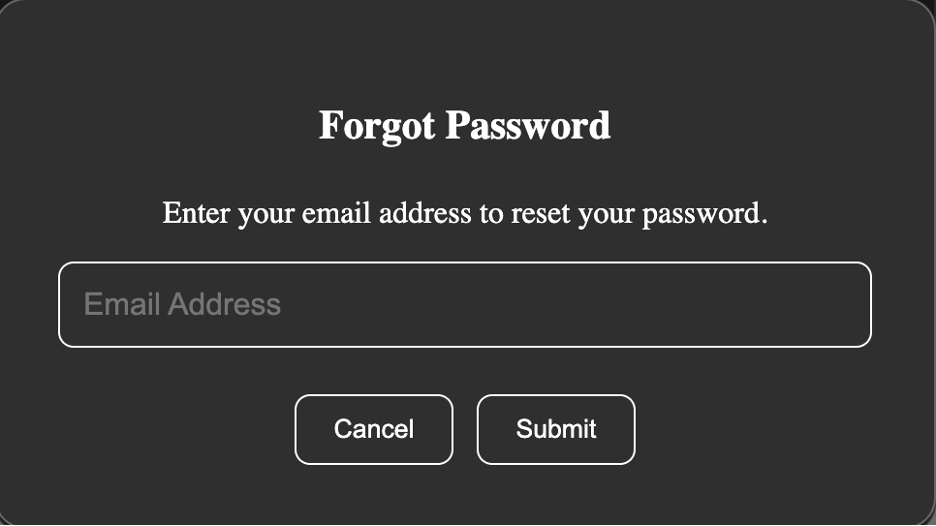 Forgot Password
Enter your email address to reset your password.
Email Address
Cancel Submit